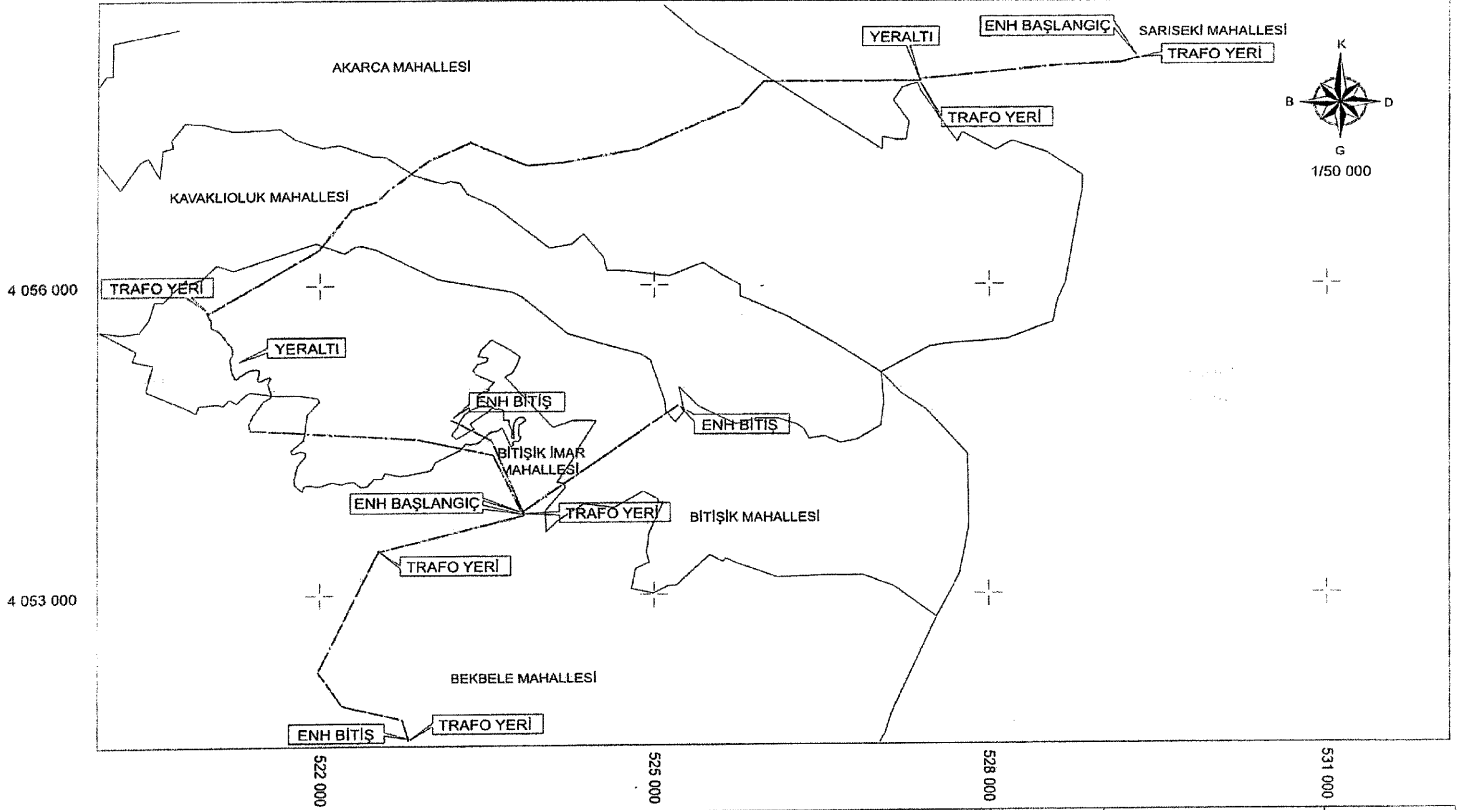 ENH BAŞLANGIÇ
SARISEKİ MAHALLESİ
YERALTI
TRAFO YERİ
AKARCA MAHALLESİ
K
B
D
G
1/50 000
TRAFO YERİ
KAVAKLIOLUK MAHALLESİ
4 056 000
TRAFO YERİ
YERALTI
ENH BİTİŞ
ENH BİTİŞ
BİTİŞİK İMAR
MAHALLESİ
ENH BAŞLANGIÇ
TRAFO YERİ
BİTİŞİK MAHALLESİ
TRAFO YERİ
4 053 000
BEKBELE MAHALLESİ
ENH BİTİŞ
TRAFO YERİ
522 000
525 000
528 000
531 000